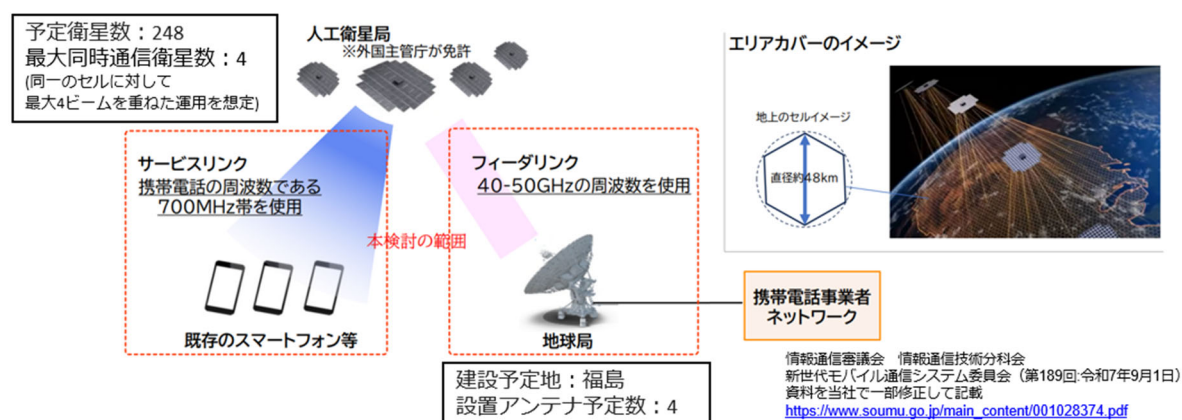 予定衛星数：248
最大同時通信衛星数：4
(同一のセルに対して
最大4ビームを重ねた運用を想定)
人工衛星局
※外国主管庁が免許
サービスリンク
携帯電話の周波数である
700MHz帯を使用
フィーダリンク
40-50GHzの周波数を使用
本検討の範囲
既存のスマートフォン等
地球局
建設予定地：福島
設置アンテナ予定数：4
エリアカバーのイメージ
地上のセルイメージ
直径約48km
携帯電話事業者
ネットワーク
情報通信審議会　情報通信技術分科会
新世代モバイル通信システム委員会（第189回:令和7年9月1日）
資料を当社で一部修正して記載
https://www.soumu.go.jp/main_content/001028374.pdf